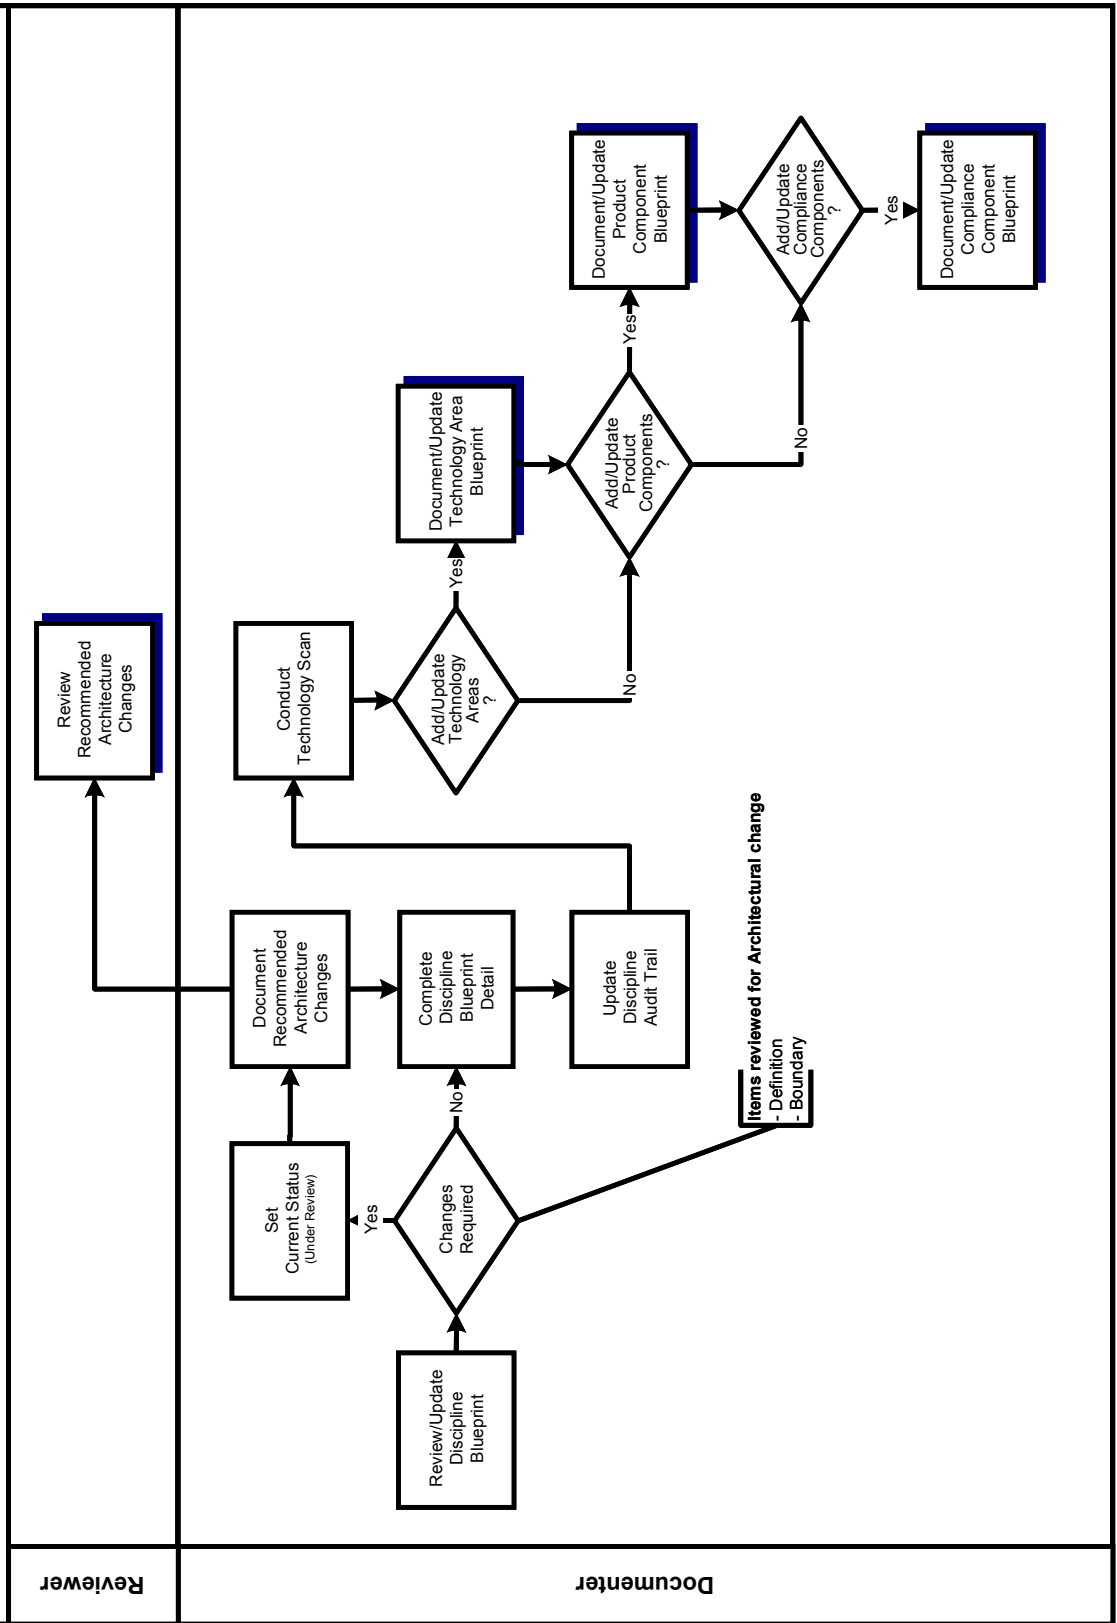 Reviewer
Review
Recommended
Architecture
Changes
Documenter
Review/Update
Discipline
Blueprint
Changes
Required
Yes
No
Set
Current Status
(Under Review)
Document
Recommended
Architecture
Changes
Complete
Discipline
Blueprint
Detail
Update
Discipline
Audit Trail
Items reviewed for Architectural change
- Definition
- Boundary
Conduct
Technology Scan
Add/Update
Technology
Areas
?
Yes
No
Document/Update
Technology Area
Blueprint
Add/Update
Product
Components
?
Yes
No
Document/Update
Product
Component
Blueprint
Add/Update
Compliance
Components
?
Yes
Document/Update
Compliance
Component
Blueprint